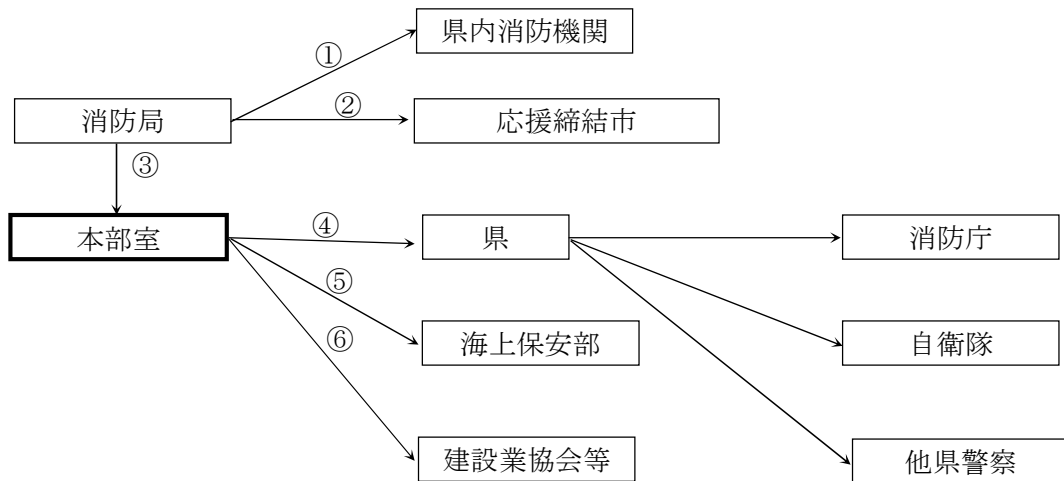 県内消防機関
①
消防局
②
応援締結市
③
本部室
④
県
消防庁
⑤
海上保安部
自衛隊
⑥
建設業協会等
他県警察